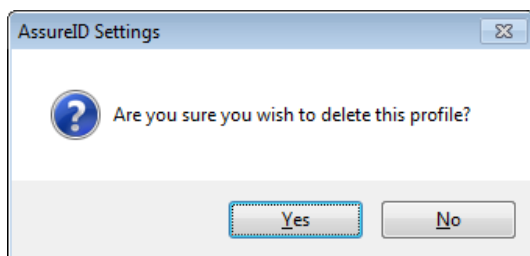 AssureID Settings
Are you sure you wish to delete this profile?
Yes No